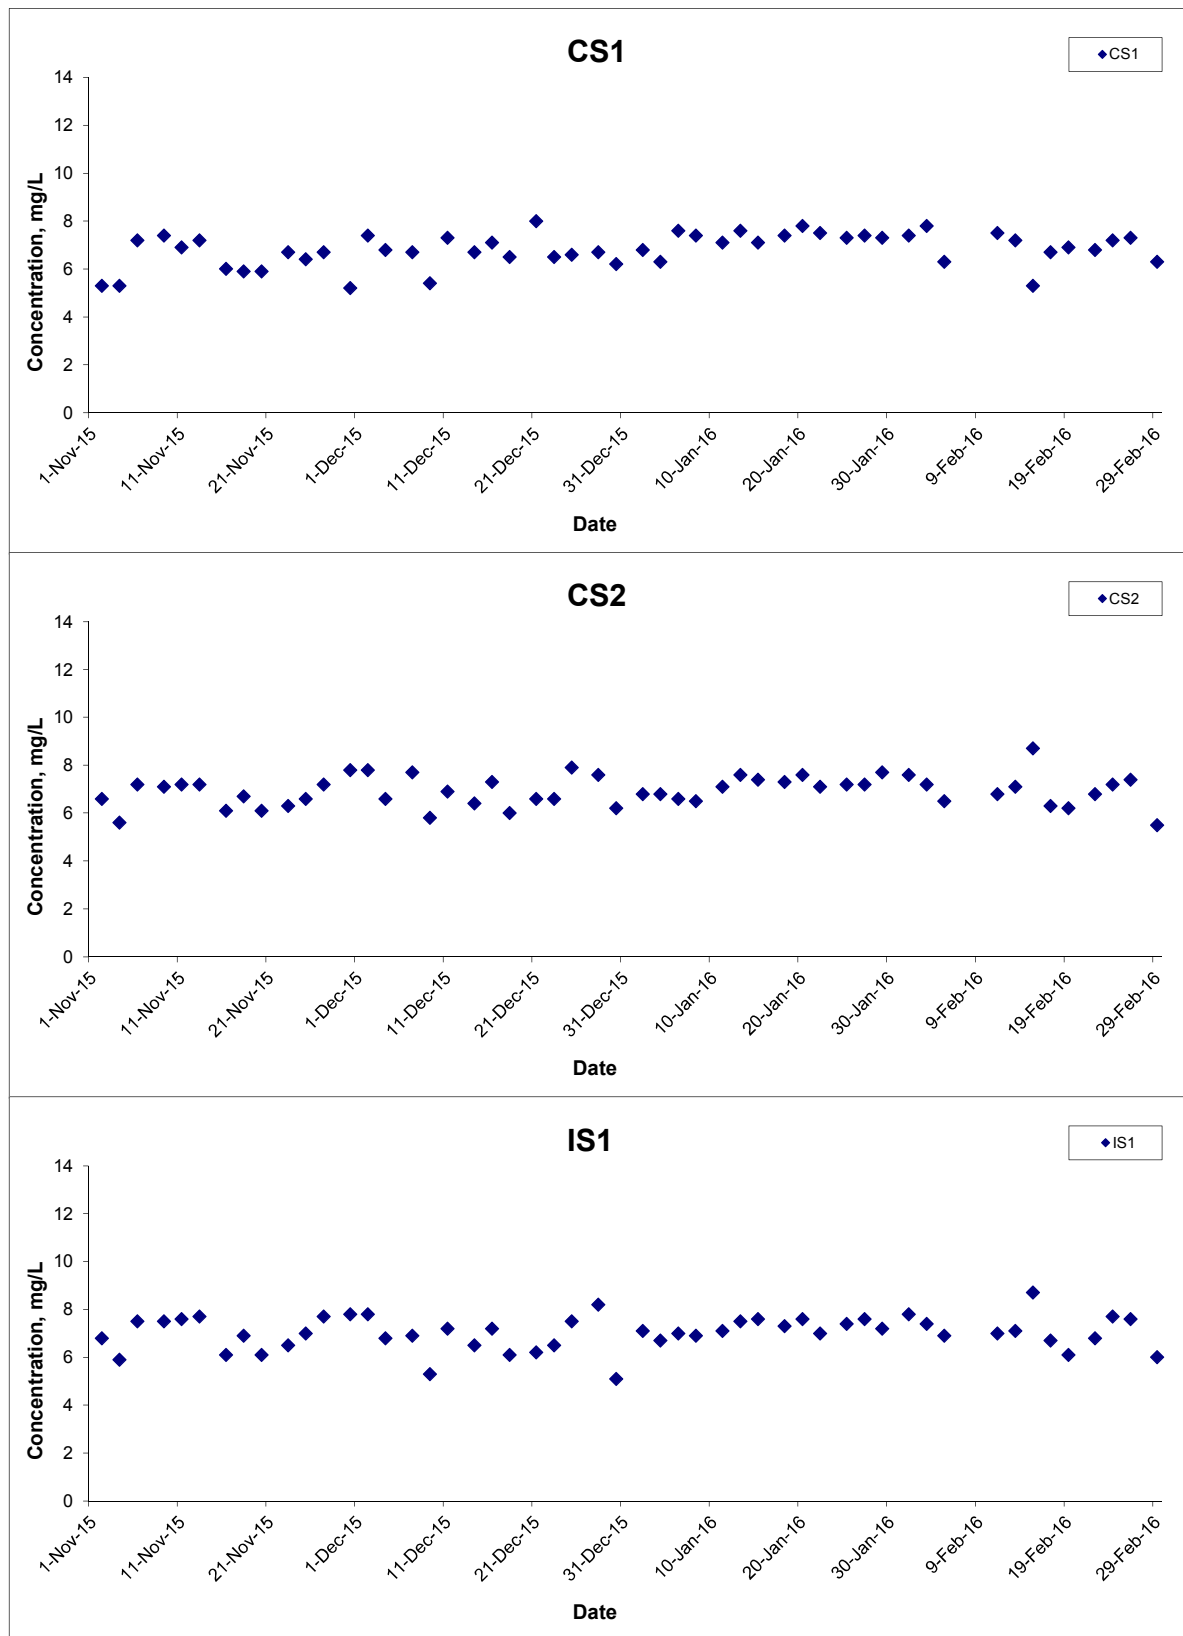 CS1
CS1
14
12
10
8
6
4
2
0
Concentration, mg/L
1-Nov-15
11-Nov-15
21-Nov-15
1-Dec-15
11-Dec-15
21-Dec-15
31-Dec-15
10-Jan-16
20-Jan-16
30-Jan-16
9-Feb-16
19-Feb-16
29-Feb-16
Date
CS2
CS2
14
12
10
8
6
4
2
0
Concentration, mg/L
1-Nov-15
11-Nov-15
21-Nov-15
1-Dec-15
11-Dec-15
21-Dec-15
31-Dec-15
10-Jan-16
20-Jan-16
30-Jan-16
9-Feb-16
19-Feb-16
29-Feb-16
Date
IS1
IS1
14
12
10
8
6
4
2
0
Concentration, mg/L
1-Nov-15
11-Nov-15
21-Nov-15
1-Dec-15
11-Dec-15
21-Dec-15
31-Dec-15
10-Jan-16
20-Jan-16
30-Jan-16
9-Feb-16
19-Feb-16
29-Feb-16
Date